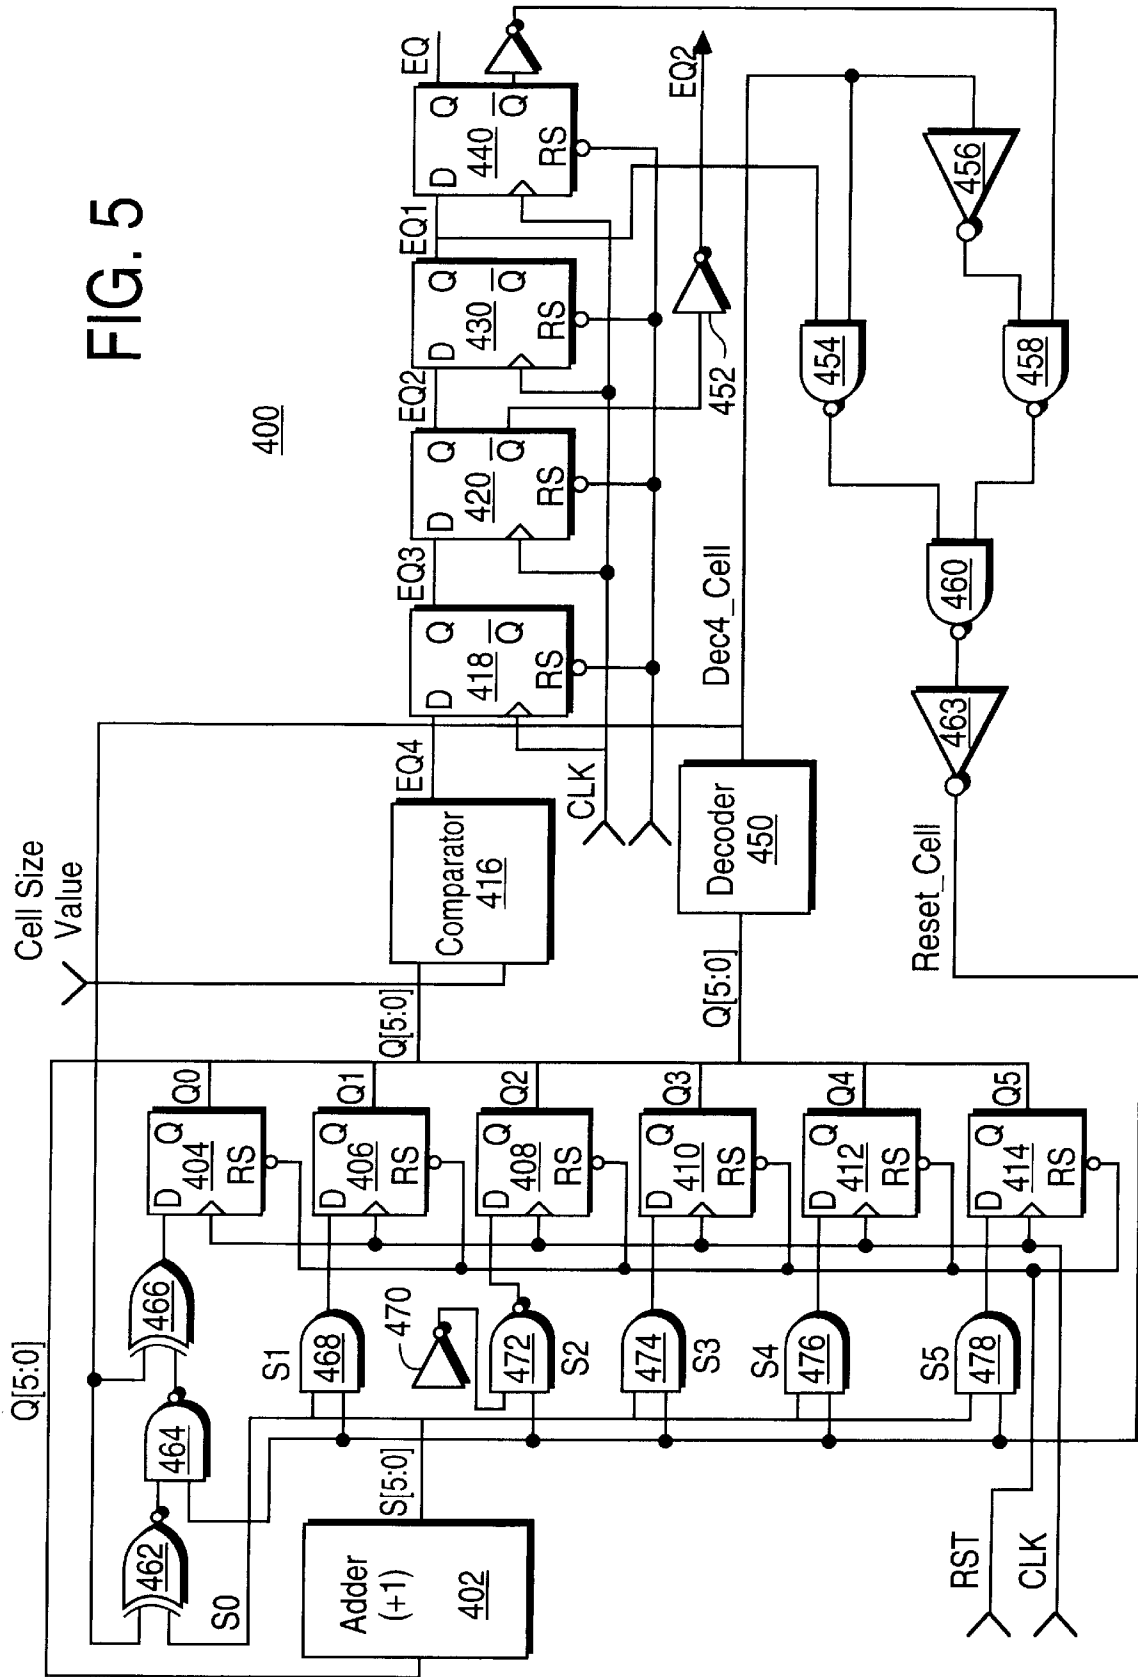 FIG. 5
400
Cell Size
Value
Q[5:0]
Adder
(+1)
402
S[5:0]
S0
462
464
466
S1
468
470
472
S2
474
S3
S4
476
S5
478
D
Q
404
RS
Q0
D
Q
406
RS
Q1
D
Q
408
RS
Q2
D
Q
410
RS
Q3
D
Q
412
RS
Q4
D
Q
414
RS
Q5
RST
CLK
Q[5:0]
Comparator
416
EQ4
CLK
D
Q
418
Q
RS
EQ3
D
Q
420
Q
RS
EQ2
D
Q
430
Q
RS
EQ1
D
Q
440
Q
RS
EQ
EQ2
452
Q[5:0]
Decoder
450
Dec4_Cell
454
456
458
460
463
Reset_Cell